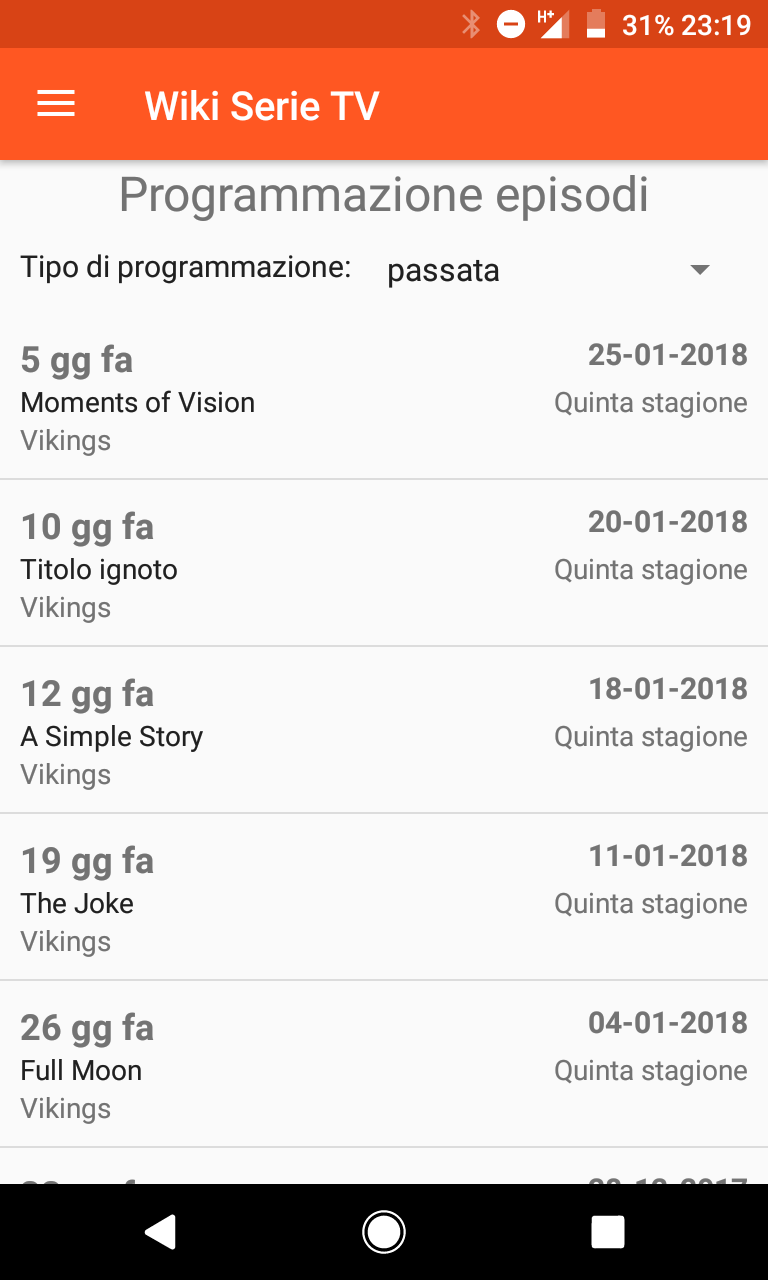 H+ 31% 23:19
Wiki Serie TV
Programmazione episodi
Tipo di programmazione: passata
5 gg fa 25-01-2018
Moments of Vision Quinta stagione
Vikings
10 gg fa 20-01-2018
Titolo ignoto Quinta stagione
Vikings
12 gg fa 18-01-2018
A Simple Story Quinta stagione
Vikings
19 gg fa 11-01-2018
The Joke Quinta stagione
Vikings
26 gg fa 04-01-2018
Full Moon Quinta stagione
Vikings